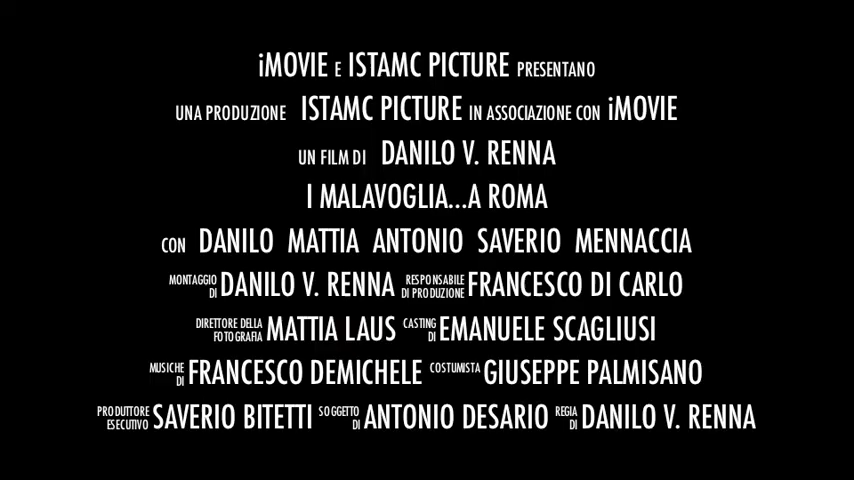 iMOVIE E ISTAMC PICTURE PRESENTANO
UNA PRODUZIONE ISTAMC PICTURE IN ASSOCIAZIONE CON iMOVIE
UN FILM DI DANILO V. RENNA
I MALAVOGLIA...A ROMA
CON DANILO MATTIA ANTONIO SAVERIO MENNACCIA
MONTAGGIO DI DANILO V. RENNA RESPONSABILE DI PRODUZIONE FRANCESCO DI CARLO
DIRETTORE DELLA FOTOGRAFIA MATTIA LAUS CASTING DI EMANUELE SCAGLIUSI
MUSICHE DI FRANCESCO DEMICHELE COSTUMISTA GIUSEPPE PALMISANO
PRODUTTORE ESECUTIVO SAVERIO BITETTI SOGGETTO DI ANTONIO DESARIO REGIA DI DANILO V. RENNA